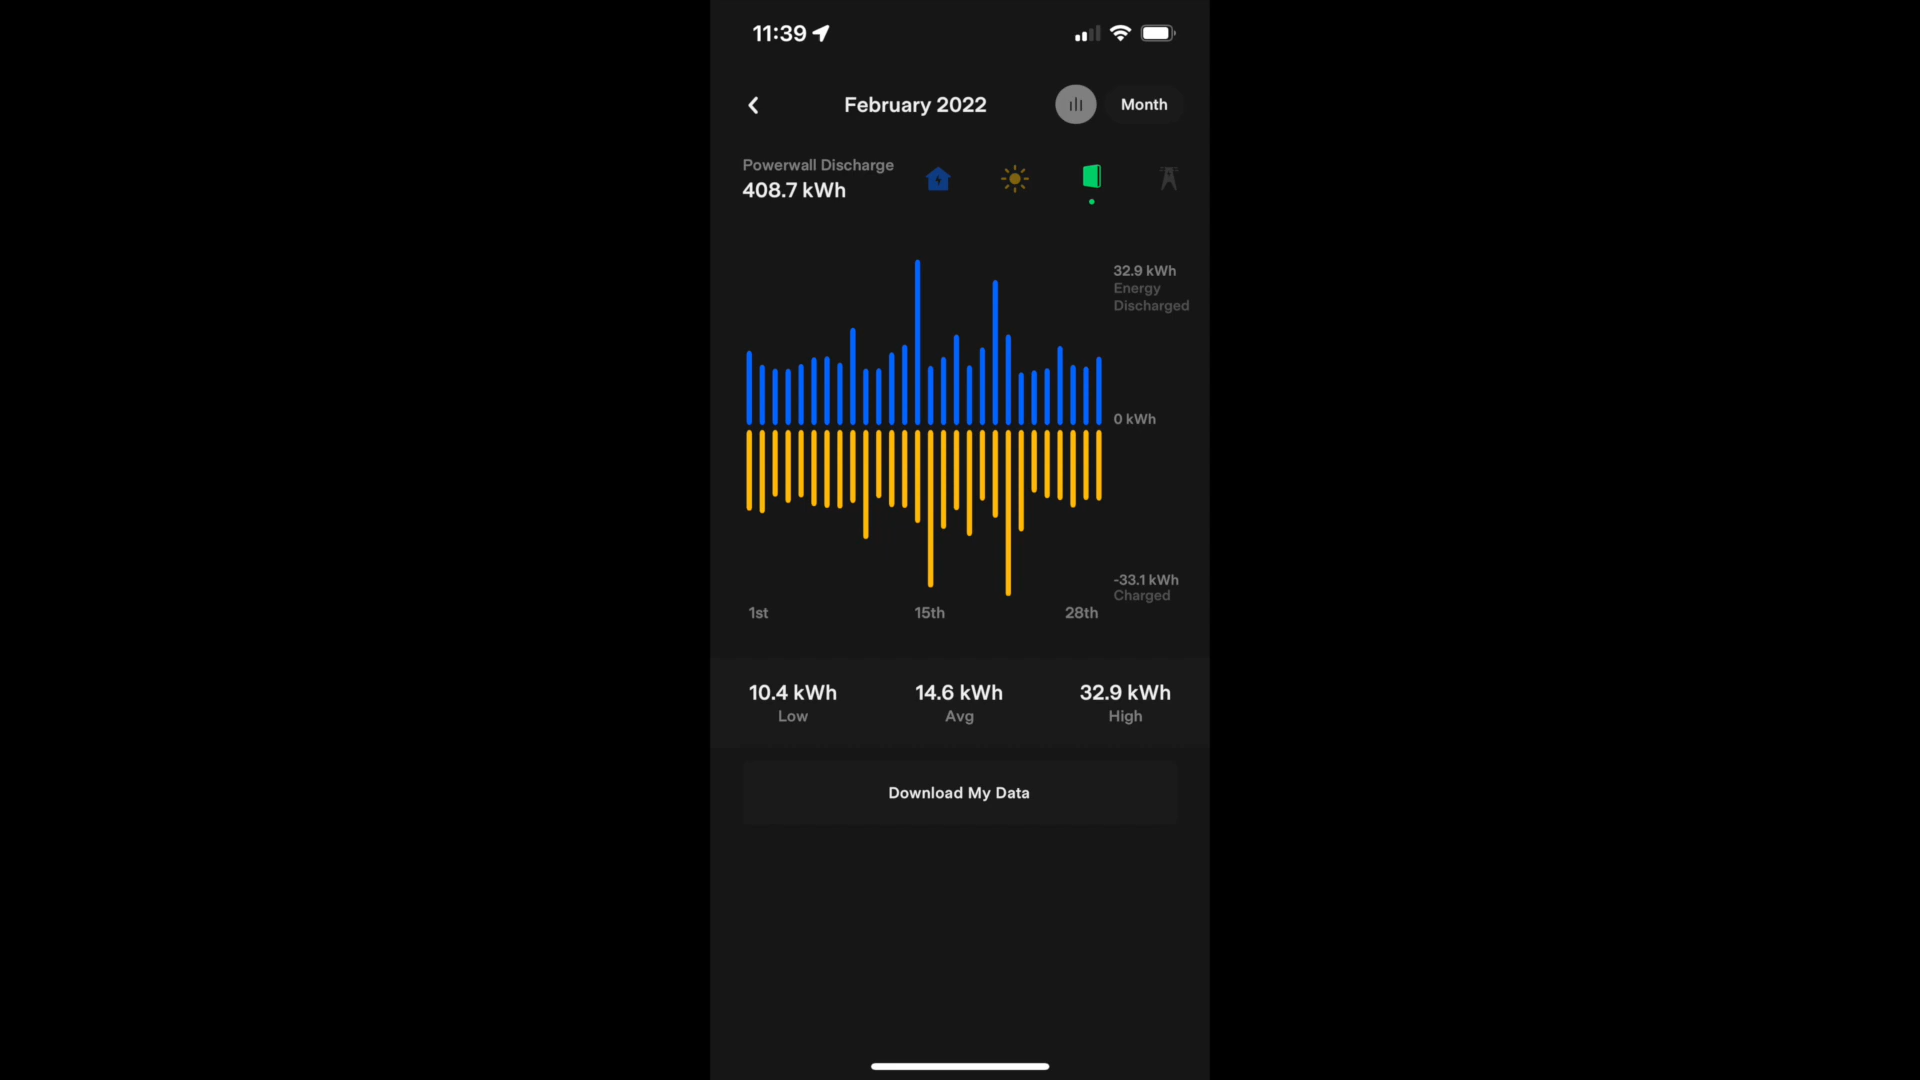 11:39
February 2022
Month
Powerwall Discharge
408.7 kWh
32.9 kWh
Energy
Discharged
0 kWh
-33.1 kWh
Charged
1st
15th
28th
10.4 kWh
Low
14.6 kWh
Avg
32.9 kWh
High
Download My Data